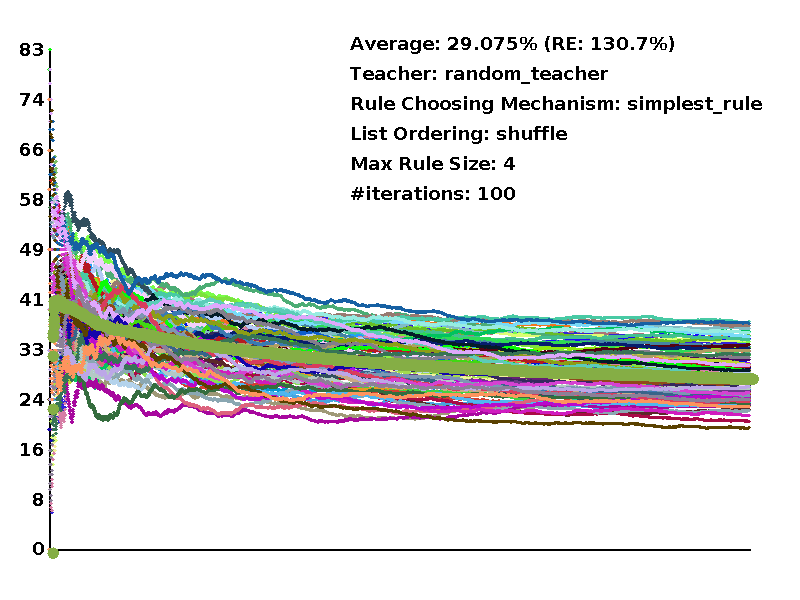 Average: 29.075% (RE: 130.7%)
Teacher: random_teacher
Rule Choosing Mechanism: simplest_rule
List Ordering: shuffle
Max Rule Size: 4
#iterations: 100
83
74
66
58
49
41
33
24
16
8
0